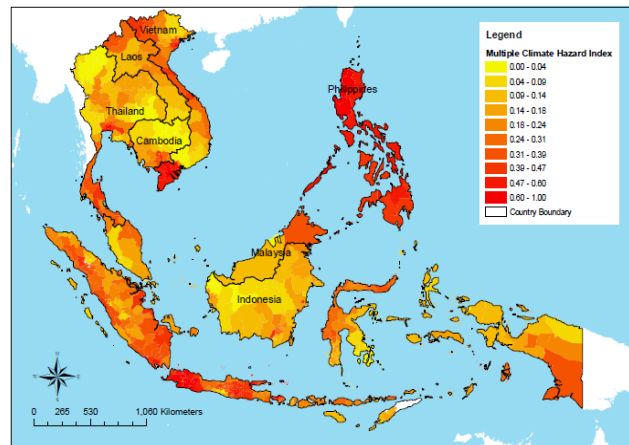 Vietnam
Laos
Thailand
Cambodia
Philippines
Malaysia
Indonesia
Legend
Multiple Climate Hazard Index
0.00 - 0.04
0.04 - 0.09
0.09 - 0.14
0.14 - 0.18
0.18 - 0.24
0.24 - 0.31
0.31 - 0.39
0.39 - 0.47
0.47 - 0.60
0.60 - 1.00
Country Boundary
0 265 530 1,060 Kilometers